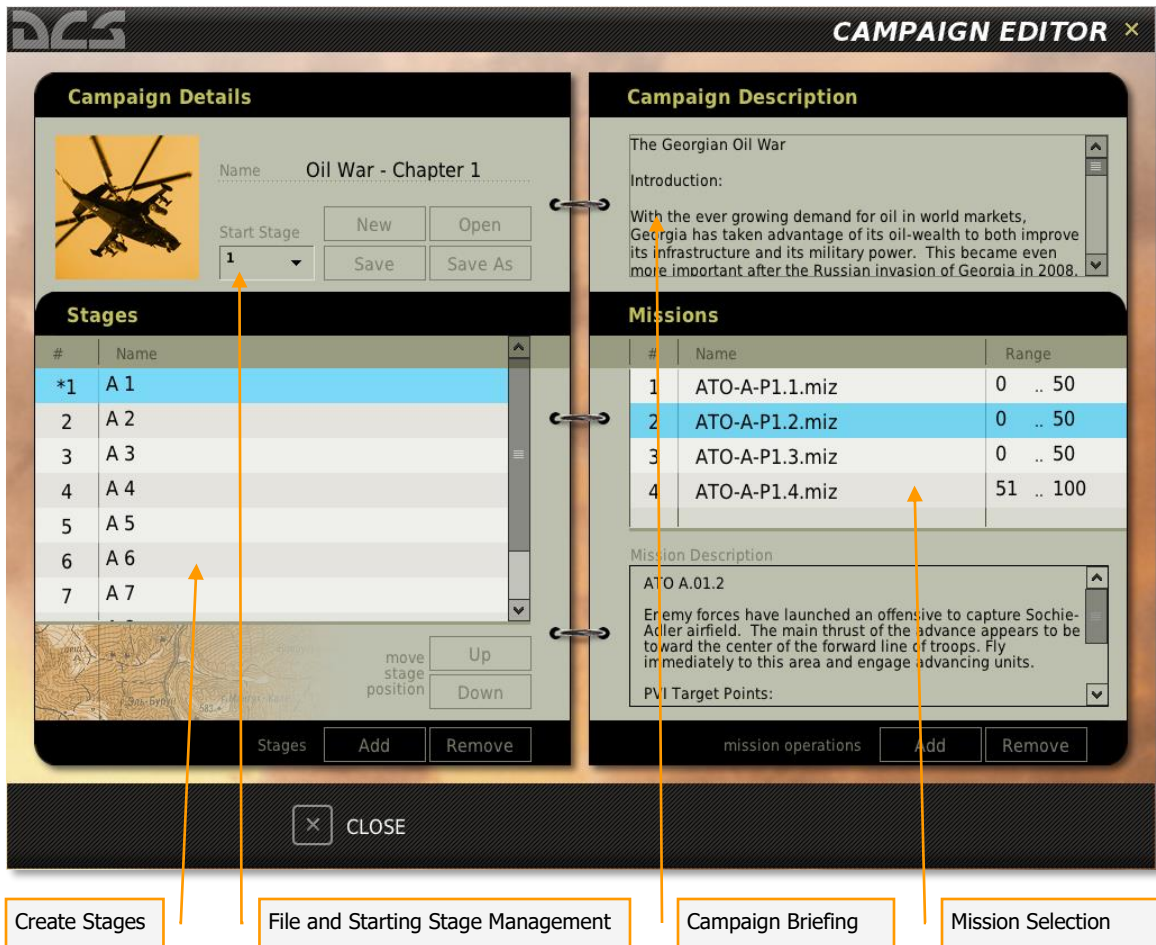 DCS
CAMPAIGN EDITOR
Campaign Details
Name Oil War - Chapter 1
Start Stage
1
New Open
Save Save As
Campaign Description
The Georgian Oil War
Introduction:
With the ever growing demand for oil in world markets,
Georgia has taken advantage of its oil-wealth to both improve
its infrastructure and its military power. This became even
more important after the Russian invasion of Georgia in 2008.
Stages
# Name
*1 A 1
2 A 2
3 A 3
4 A 4
5 A 5
6 A 6
7 A 7
move
stage
position
Up
Down
Stages Add Remove
Missions
# Name Range
1 ATO-A-P1.1.miz 0 .. 50
2 ATO-A-P1.2.miz 0 .. 50
3 ATO-A-P1.3.miz 0 .. 50
4 ATO-A-P1.4.miz 51 .. 100
Mission Description
ATO A.01.2
Enemy forces have launched an offensive to capture Sochie-
Adler airfield. The main thrust of the advance appears to be
toward the center of the forward line of troops. Fly
immediately to this area and engage advancing units.
PVI Target Points:
mission operations Add Remove
CLOSE
Create Stages
File and Starting Stage Management
Campaign Briefing
Mission Selection